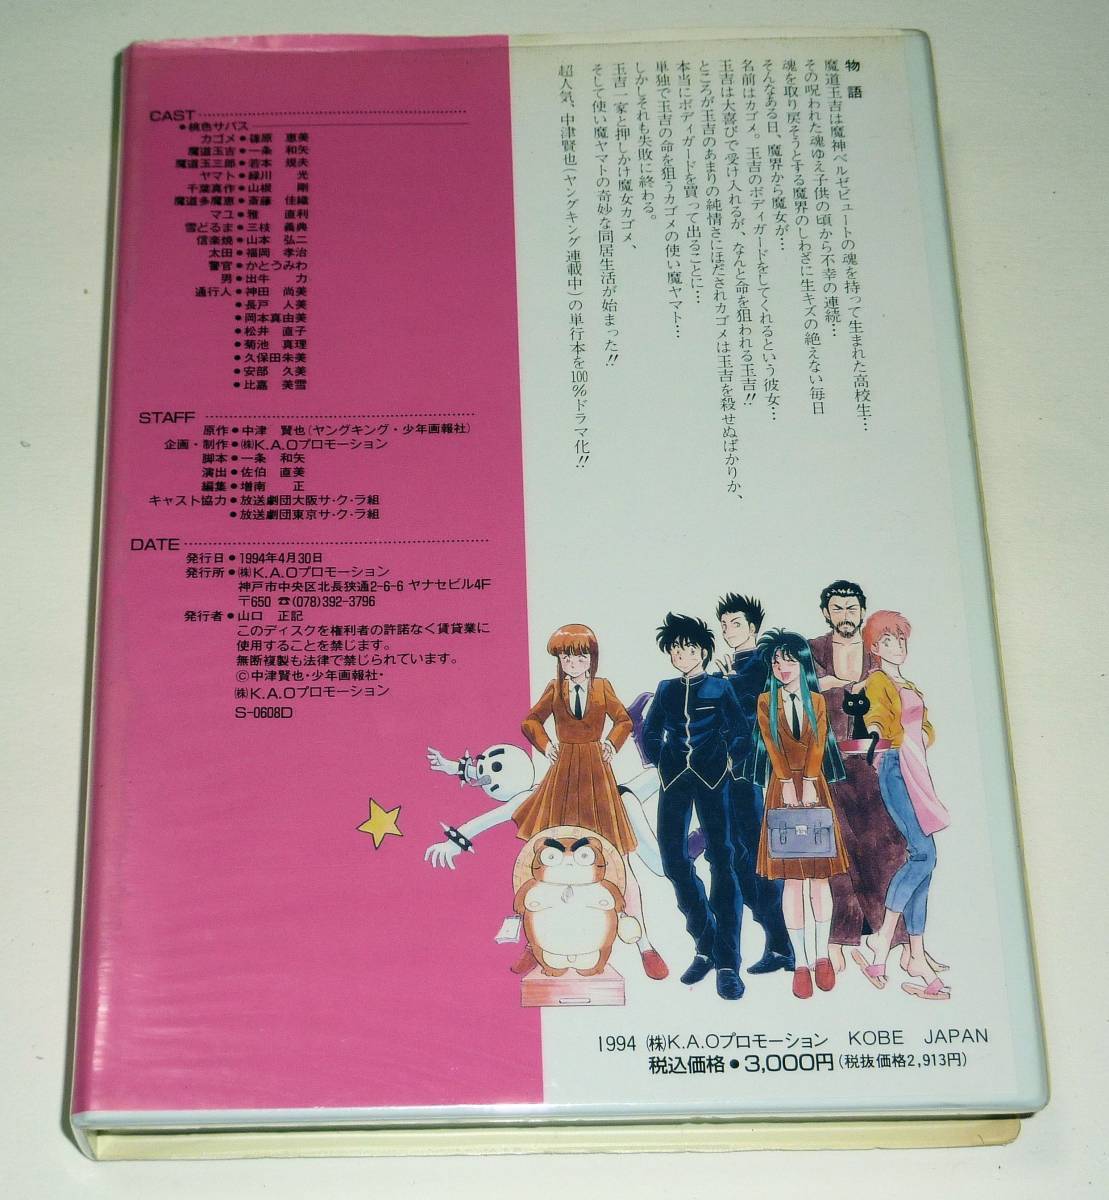 物語
魔道玉吉は魔神ベルゼビュートの魂を持って生まれた高校生…
その呪われた魂ゆえ子供の頃から不幸の連続…
魂を取り戻そうとする魔界のしわざに生キズの絶えない毎日
そんなある日、魔界から魔女が…
名前はカゴメ。玉吉のボディガードをしてくれるという彼女…
玉吉は大喜びで受け入れるが、なんと命を狙われる玉吉!!
ところが玉吉のあまりの純情さにほだされカゴメは玉吉を殺せぬばかりか、
本当にボディガードを買って出ることに…
単独で玉吉の命を狙うカゴメの使い魔ヤマト…
しかしそれも失敗に終わる。
玉吉一家と押しかけ魔女カゴメ、
そして使い魔ヤマトの奇妙な同居生活が始まった!!
超人気、中津賢也(ヤングキング連載中)の単行本を100%ドラマ化!!
CAST
●桃色サバス
カゴメ●篠原 恵美
魔道玉吉●一条 和矢
魔道玉三郎●若本 規夫
ヤマト●緑川 光
千葉真作●山根 剛
魔道多魔恵●斎藤 佳織
マユ●雅 直利
雪どるま●三枝 義典
信楽焼●山本 弘二
太田●福岡 孝治
警官●かとうみわ
男●出牛 力
通行人●神田 尚美
●長戸 人美
●岡本真由美
●松井 直子
●菊池 真理
●久保田朱美
●安部 久美
●比嘉 美雪
STAFF
原作●中津 賢也(ヤングキング・少年画報社)
企画・制作●㈱K.A.Oプロモーション
脚本●一条 和矢
演出●佐伯 直美
編集●増南 正
キャスト協力●放送劇団大阪サ・ク・ラ組
●放送劇団東京サ・ク・ラ組
DATE
発行日●1994年4月30日
発行所●㈱K.A.Oプロモーション
神戸市中央区北長狭通2-6-6 ヤナセビル4F
〒650 ☎(078)392-3796
発行者●山口 正記
このディスクを権利者の許諾なく賃貸業に
使用することを禁じます。
無断複製も法律で禁じられています。
©中津賢也・少年画報社・
㈱K.A.Oプロモーション
S-0608D
1994 ㈱K.A.Oプロモーション KOBE JAPAN
税込価格●3,000円(税抜価格2,913円)